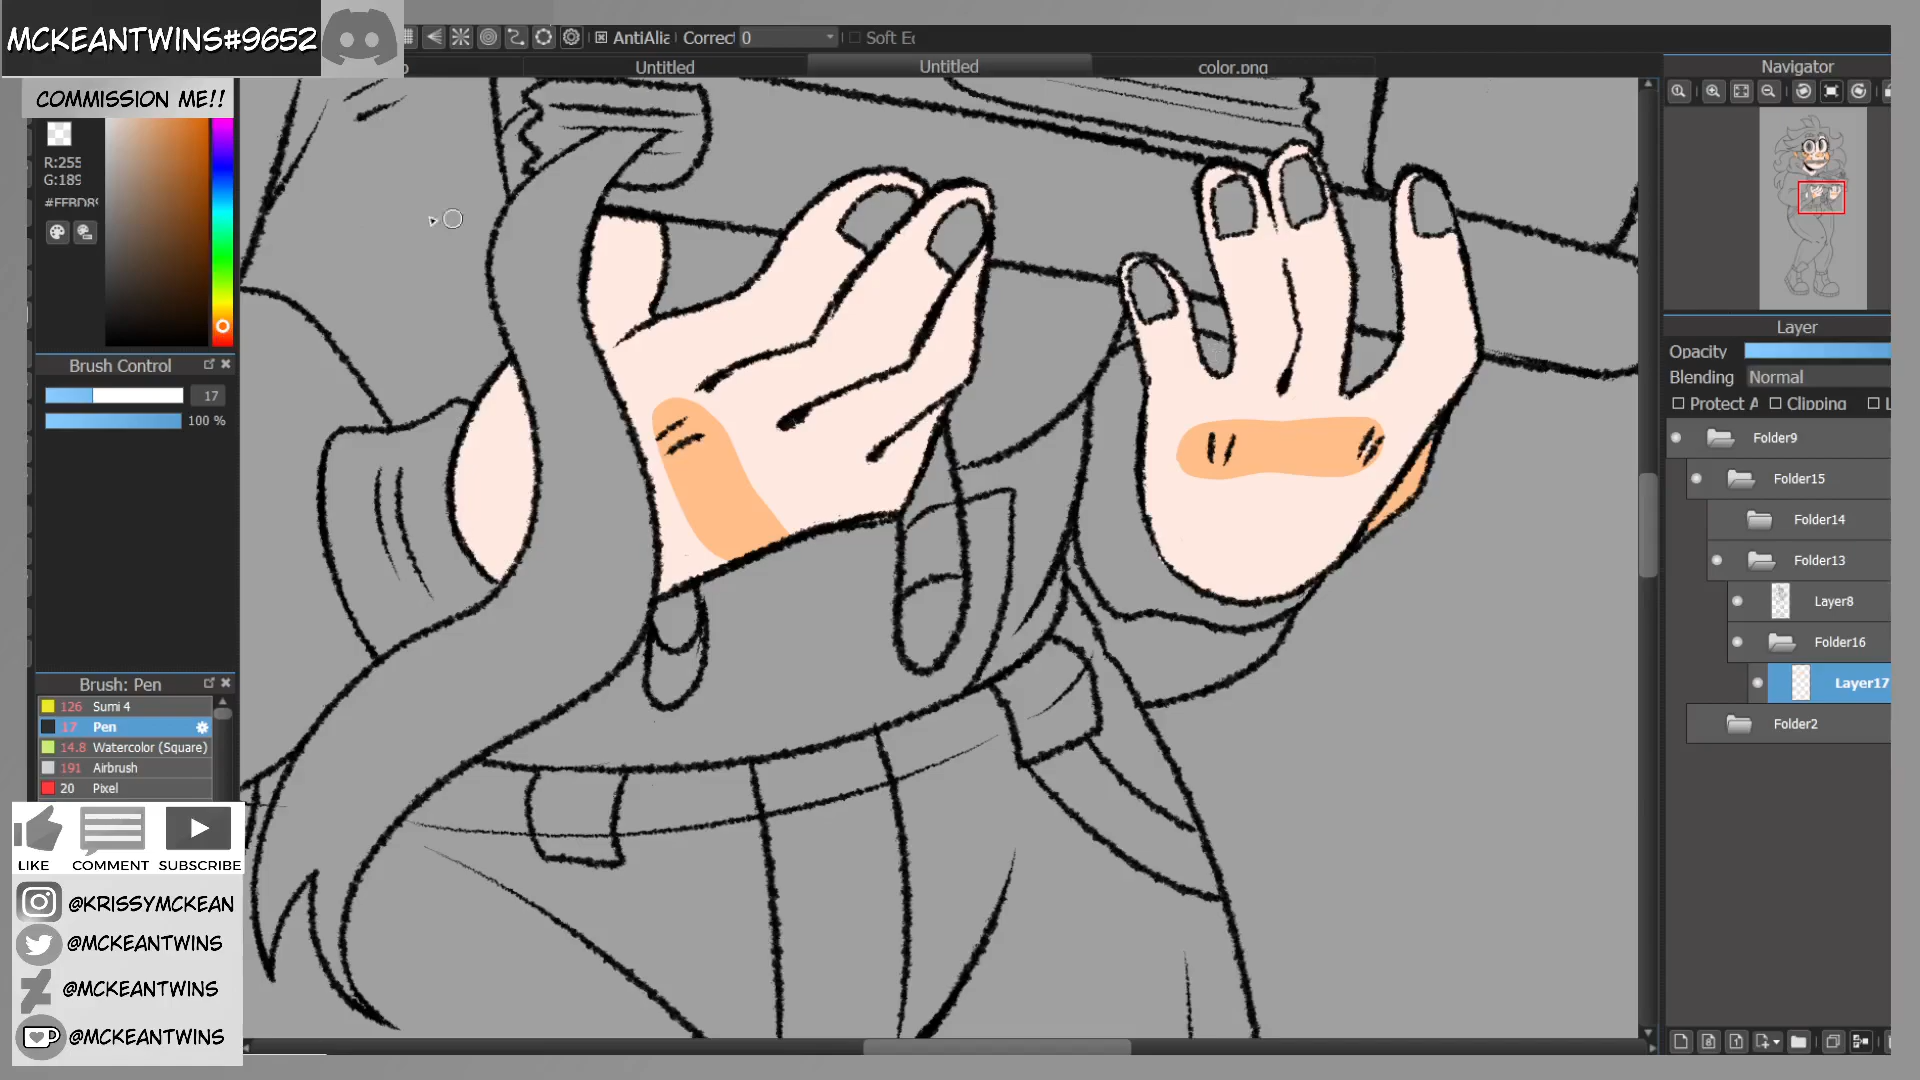 MCKEANTWINS#9652
COMMISSION ME!!
AntiAlia Correct 0 Soft Ec
Untitled
Untitled
color.png
R:255
G:189
Brush Control
17
100 %
Brush: Pen
126 Sumi 4
17 Pen
14.8 Watercolor (Square)
191 Airbrush
20 Pixel
LIKE COMMENT SUBSCRIBE
@KRISSYMCKEAN
@MCKEANTWINS
@MCKEANTWINS
@MCKEANTWINS
Navigator
Layer
Opacity
Blending Normal
Protect A Clipping L
Folder9
Folder15
Folder14
Folder13
Layer8
Folder16
Layer17
Folder2